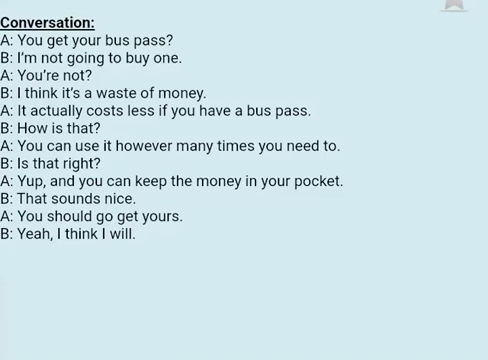 Conversation:
A: You get your bus pass?
B: I’m not going to buy one.
A: You’re not?
B: I think it’s a waste of money.
A: It actually costs less if you have a bus pass.
B: How is that?
A: You can use it however many times you need to.
B: Is that right?
A: Yup, and you can keep the money in your pocket.
B: That sounds nice.
A: You should go get yours.
B: Yeah, I think I will.